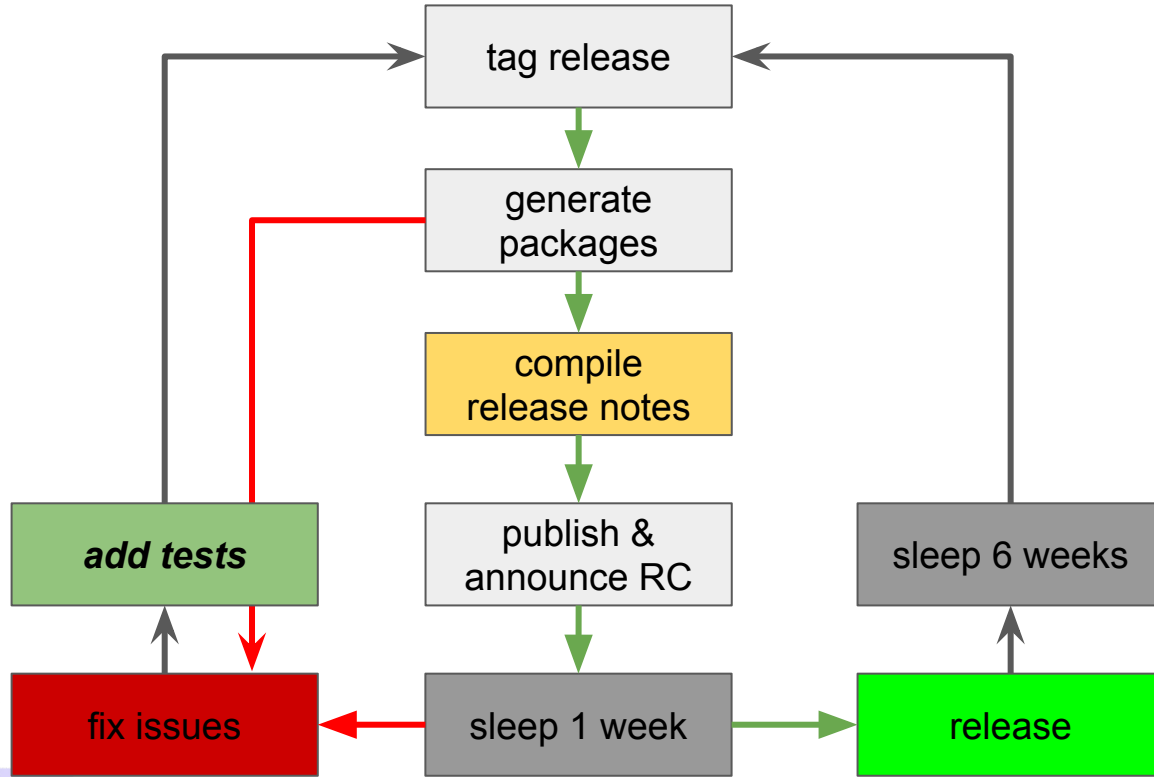 tag release
generate
packages
compile
release notes
add tests
publish &
announce RC
sleep 6 weeks
fix issues
sleep 1 week
release